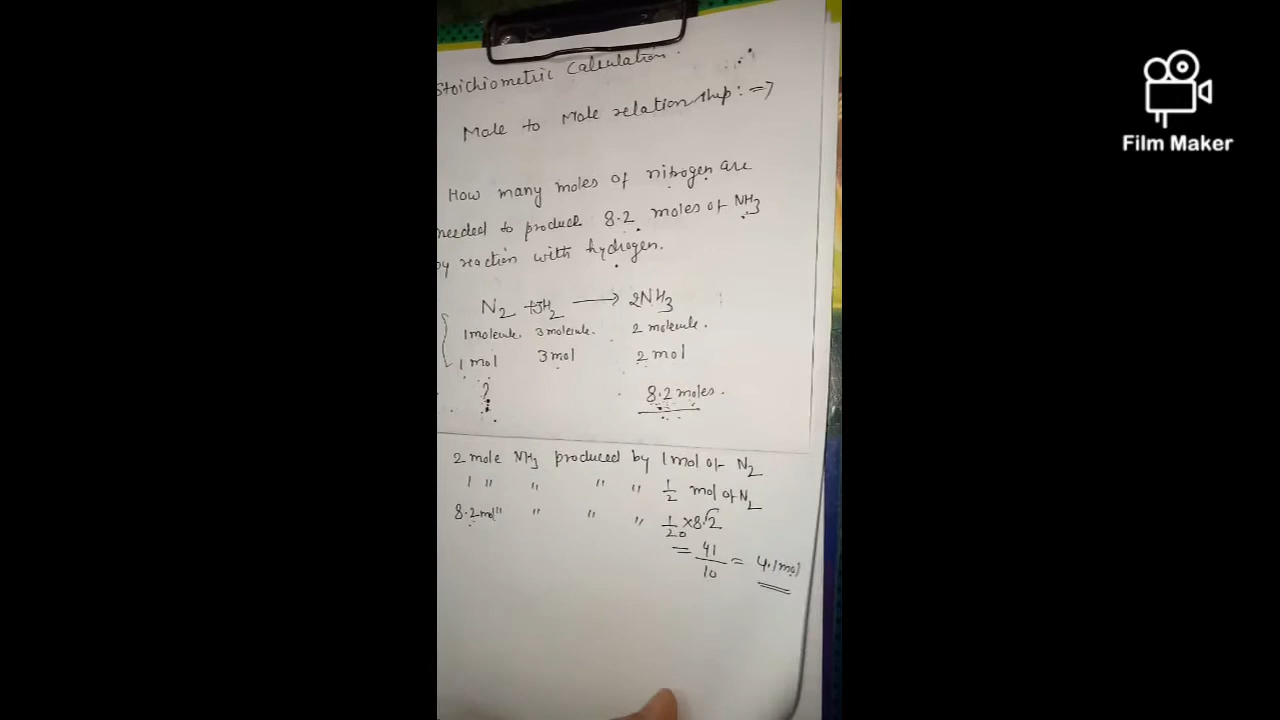 Stoichiometric Calculation.
Mole to Mole relationship :=>
How many moles of nitrogen are
needed to produce 8.2 moles of NH3
by reaction with hydrogen.
N2 +3H2 → 2NH3
1 molecule. 3 molecule. 2 molecule.
1 mol 3 mol 2 mol
? 8.2 moles.
2 mole NH3 produced by 1 mol of N2
1 " " " " 1/2 mol of N2
8.2 mol " " " " 1/20 × 82
= 41/10 = 4.1 mol
Film Maker